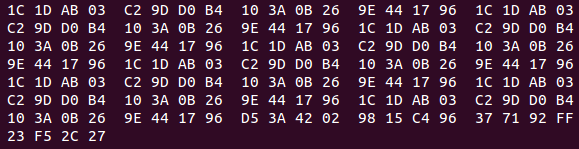 1C 1D AB 03  C2 9D D0 B4  10 3A 0B 26  9E 44 17 96  1C 1D AB 03
C2 9D D0 B4  10 3A 0B 26  9E 44 17 96  1C 1D AB 03  C2 9D D0 B4
10 3A 0B 26  9E 44 17 96  1C 1D AB 03  C2 9D D0 B4  10 3A 0B 26
9E 44 17 96  1C 1D AB 03  C2 9D D0 B4  10 3A 0B 26  9E 44 17 96
1C 1D AB 03  C2 9D D0 B4  10 3A 0B 26  9E 44 17 96  1C 1D AB 03
C2 9D D0 B4  10 3A 0B 26  9E 44 17 96  1C 1D AB 03  C2 9D D0 B4
10 3A 0B 26  9E 44 17 96  D5 3A 42 02  98 15 C4 96  37 71 92 FF
23 F5 2C 27